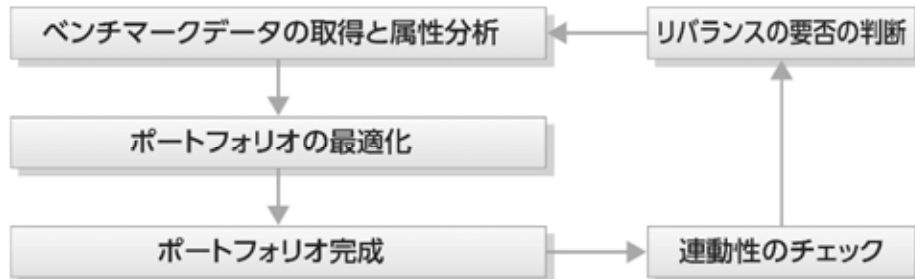 ベンチマークデータの取得と属性分析
リバランスの要否の判断
ポートフォリオの最適化
ポートフォリオ完成
連動性のチェック